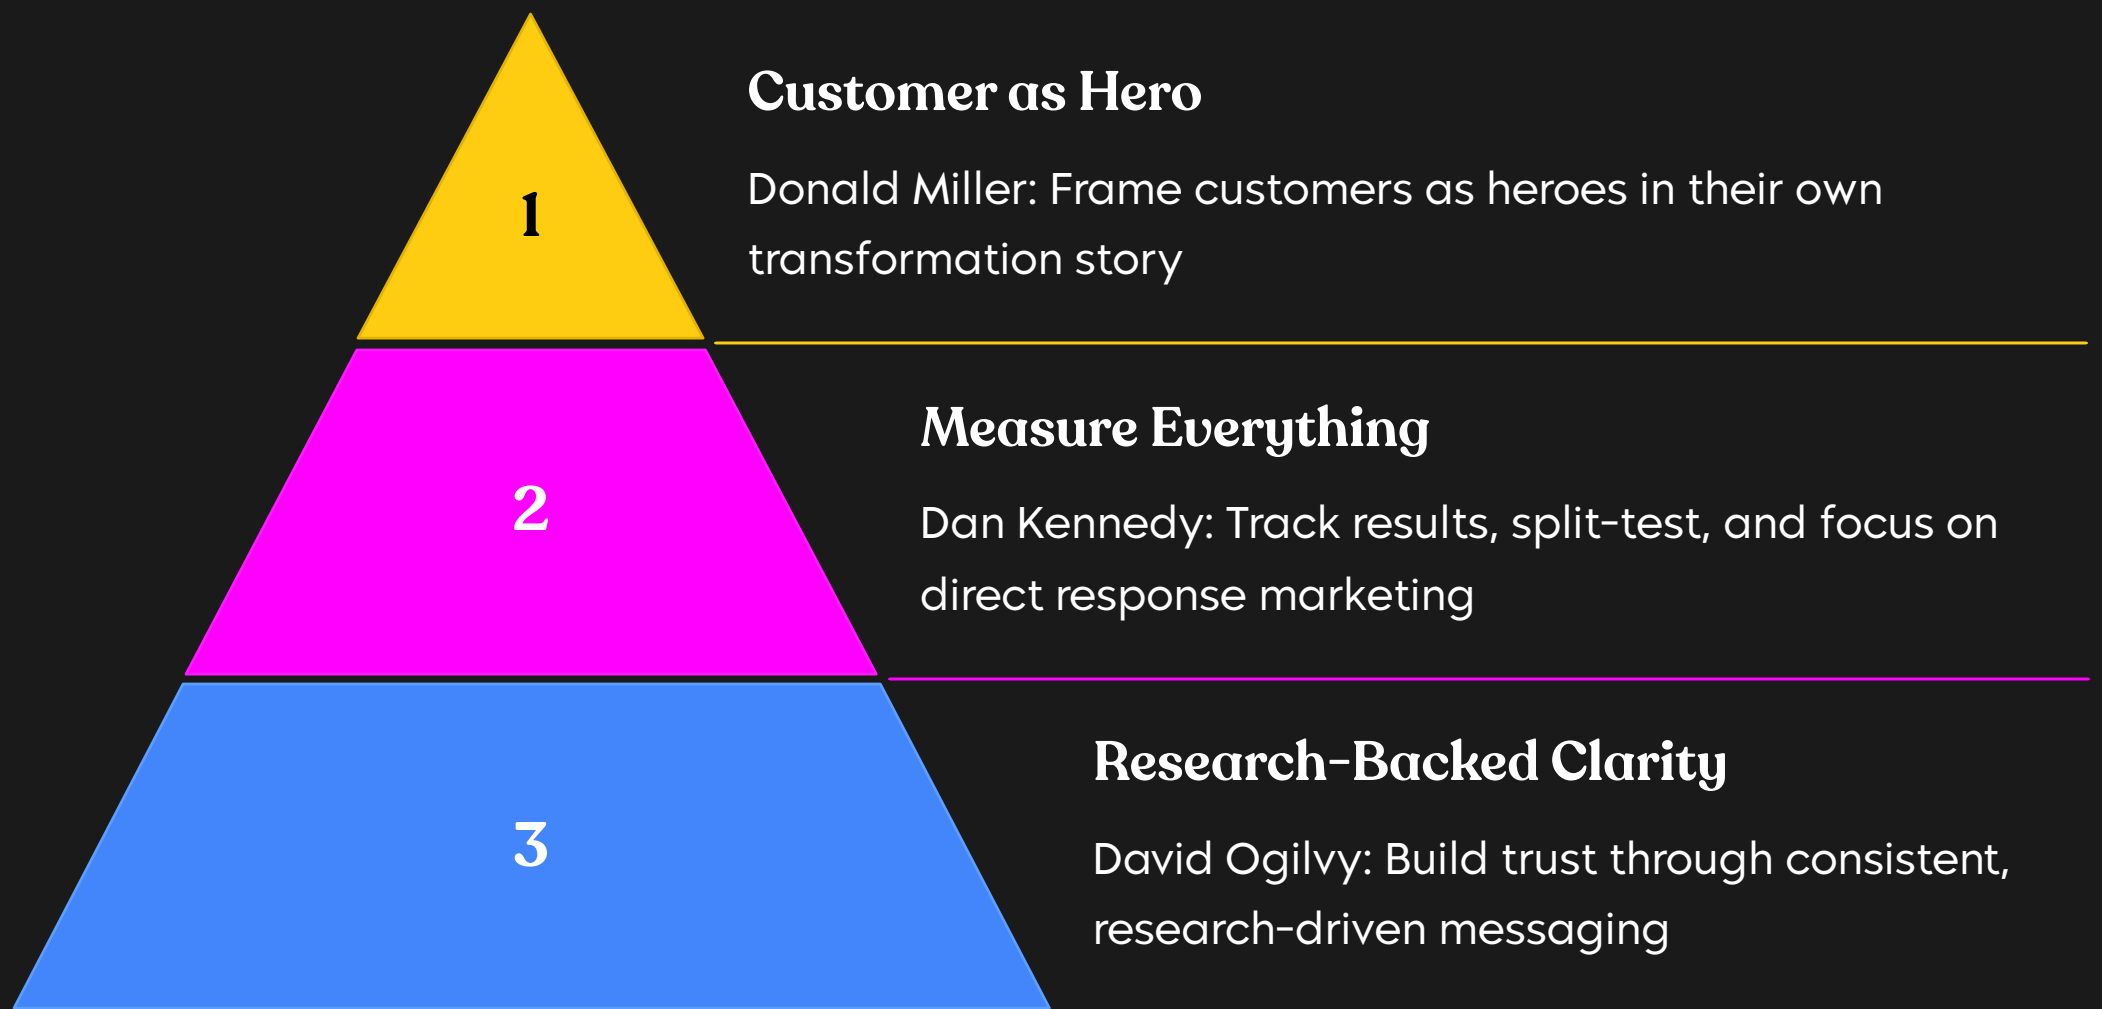 1
Customer as Hero
Donald Miller: Frame customers as heroes in their own
transformation story
2
Measure Everything
Dan Kennedy: Track results, split-test, and focus on
direct response marketing
3
Research-Backed Clarity
David Ogilvy: Build trust through consistent,
research-driven messaging